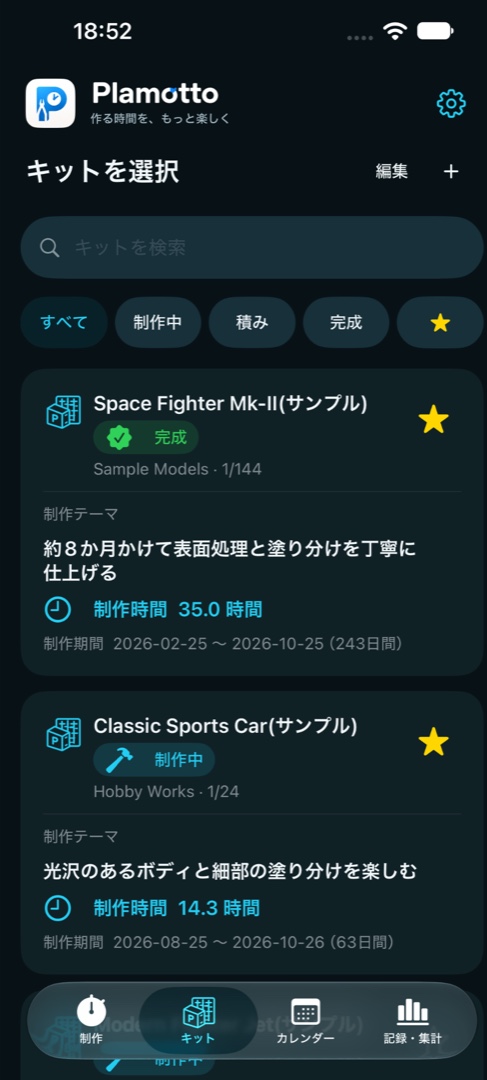 18:52
Plamotto
作る時間を、もっと楽しく
キットを選択
編集
+
キットを検索
すべて
制作中
積み
完成
Space Fighter Mk-II(サンプル)
完成
Sample Models · 1/144
制作テーマ
約８か月かけて表面処理と塗り分けを丁寧に
仕上げる
制作時間 35.0 時間
制作期間 2026-02-25 〜 2026-10-25 (243日間)
Classic Sports Car(サンプル)
制作中
Hobby Works · 1/24
制作テーマ
光沢のあるボディと細部の塗り分けを楽しむ
制作時間 14.3 時間
制作期間 2026-08-25 〜 2026-10-26 (63日間)
制作中
制作
キット
カレンダー
記録・集計